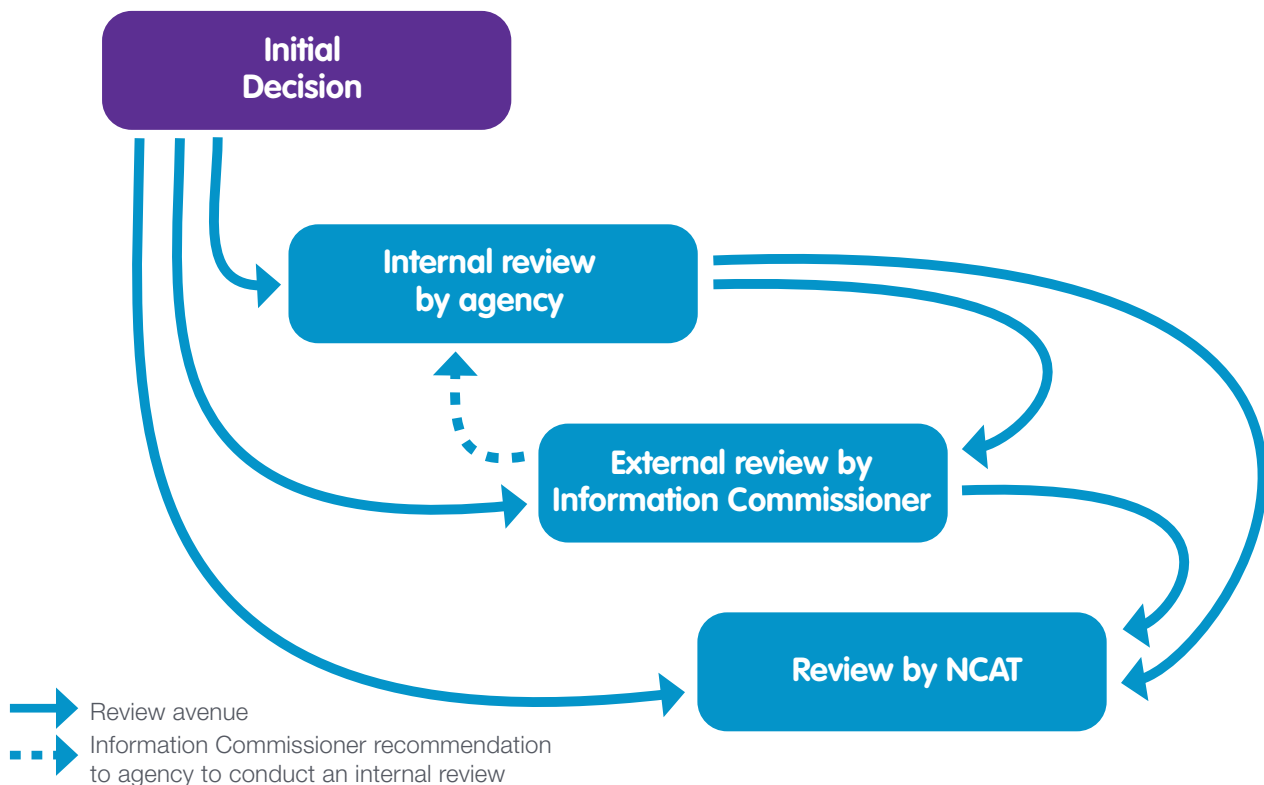 Initial
Decision
Internal review
by agency
External review by
Information Commissioner
Review by NCAT
Review avenue
Information Commissioner recommendation
to agency to conduct an internal review